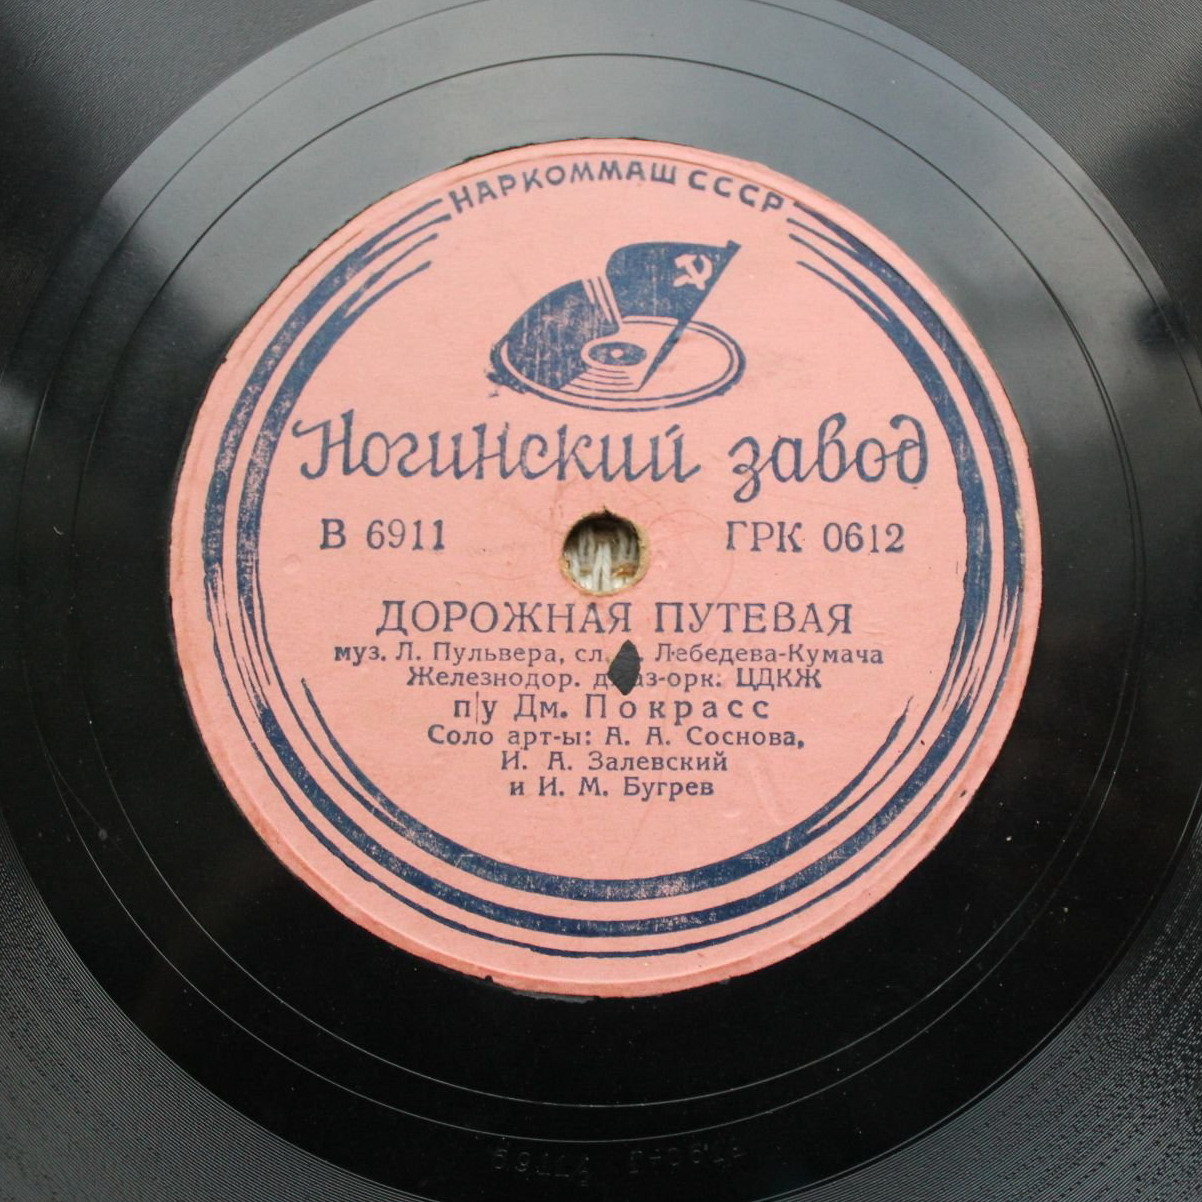 НАРКОММАШ СССР
Ногинский завод
В 6911 ГРК 0612
ДОРОЖНАЯ ПУТЕВАЯ
муз. Л. Пульвера, сл. Лебедева-Кумача
Железнодор. орк. ЦДКЖ
п/у Дм. Покрасс
Соло арт-ы: А. А. Соснова,
И. А. Залевский
и И. М. Бугрев